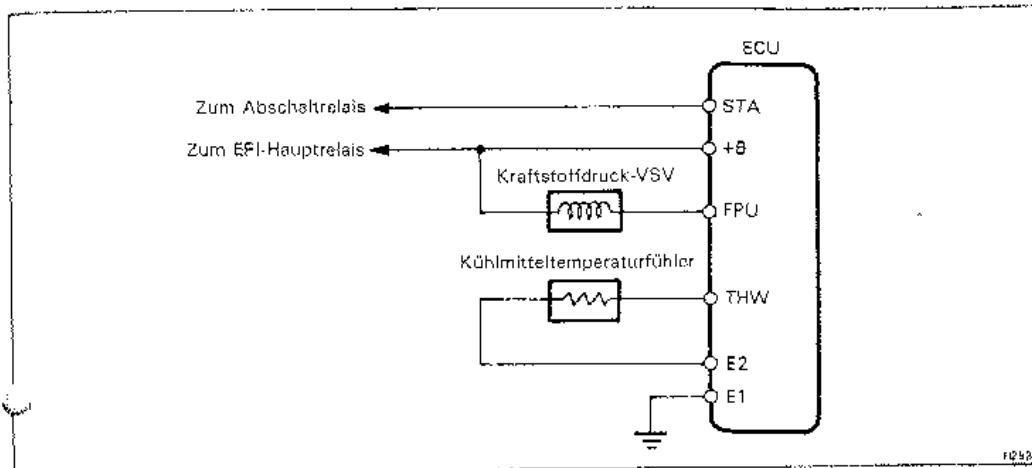 ECU
Zum Abschaltrelais
STA
Zum EFI-Hauptrelais
+B
Kraftstoffdruck-VSV
FPU
Kühlmitteltemperaturfühler
THW
E2
E1